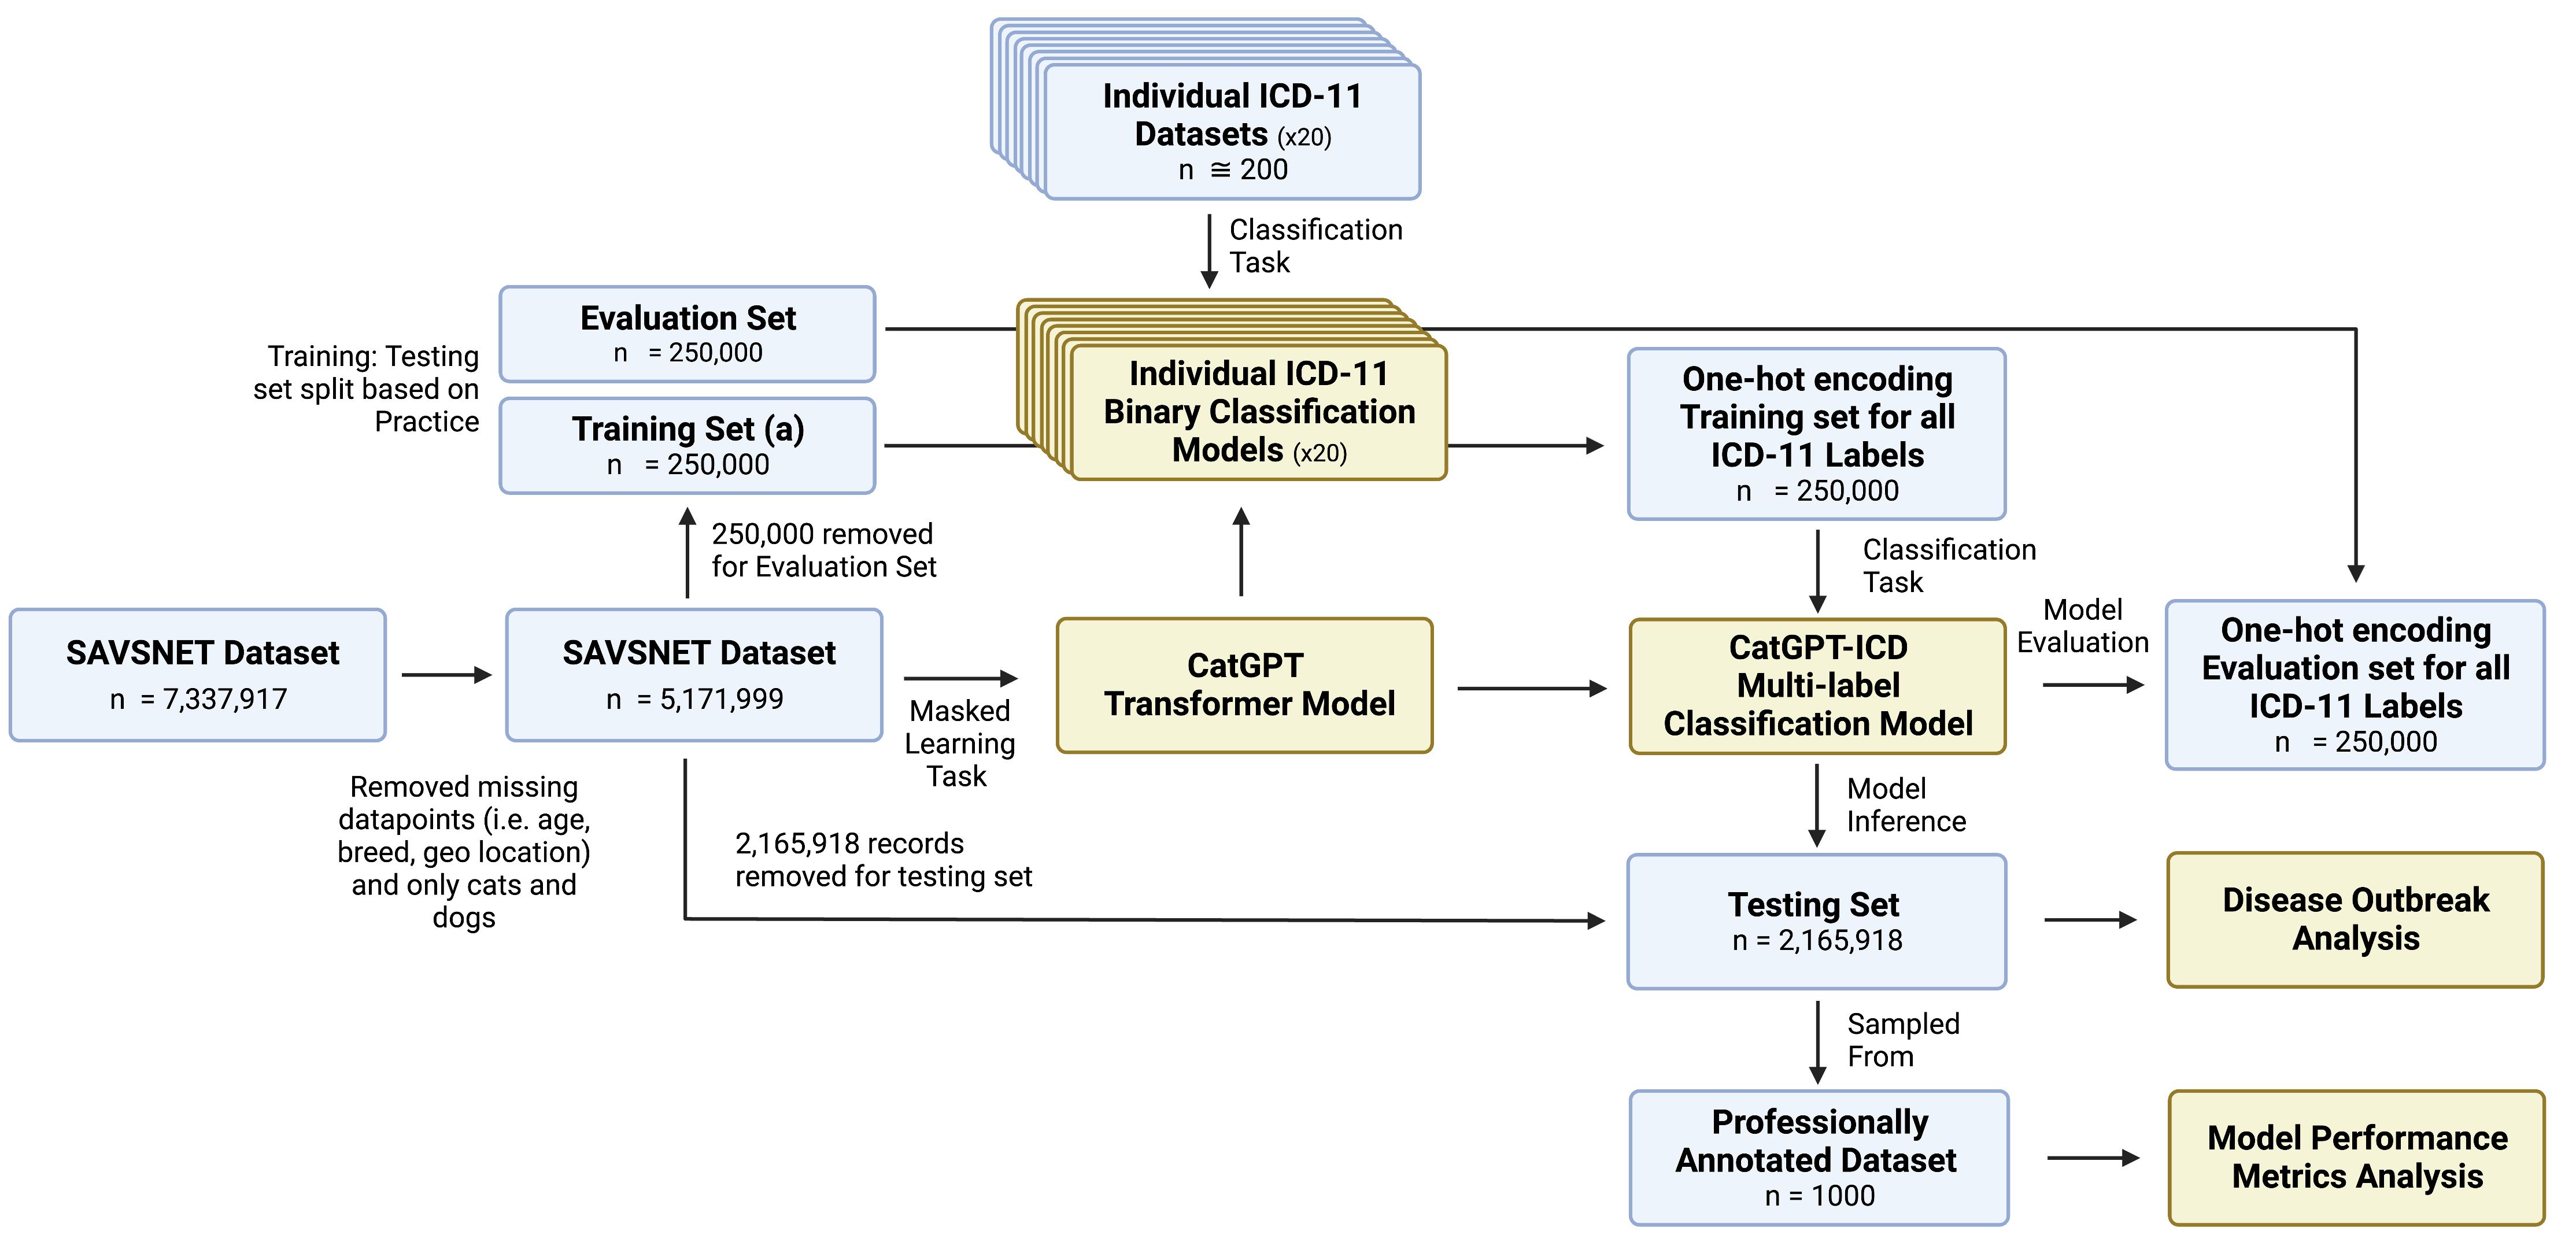 Individual ICD-11
Datasets (x20)
n ≅ 200
Classification
Task
Evaluation Set
n = 250,000
Training: Testing
set split based on
Practice
Training Set (a)
n = 250,000
Individual ICD-11
Binary Classification
Models (x20)
One-hot encoding
Training set for all
ICD-11 Labels
n = 250,000
250,000 removed
for Evaluation Set
Classification
Task
SAVSNET Dataset
n = 7,337,917
SAVSNET Dataset
n = 5,171,999
Masked
Learning
Task
CatGPT
Transformer Model
CatGPT-ICD
Multi-label
Classification Model
Model
Evaluation
One-hot encoding
Evaluation set for all
ICD-11 Labels
n = 250,000
Removed missing
datapoints (i.e. age,
breed, geo location)
and only cats and
dogs
2,165,918 records
removed for testing set
Model
Inference
Testing Set
n = 2,165,918
Disease Outbreak
Analysis
Sampled
From
Professionally
Annotated Dataset
n = 1000
Model Performance
Metrics Analysis